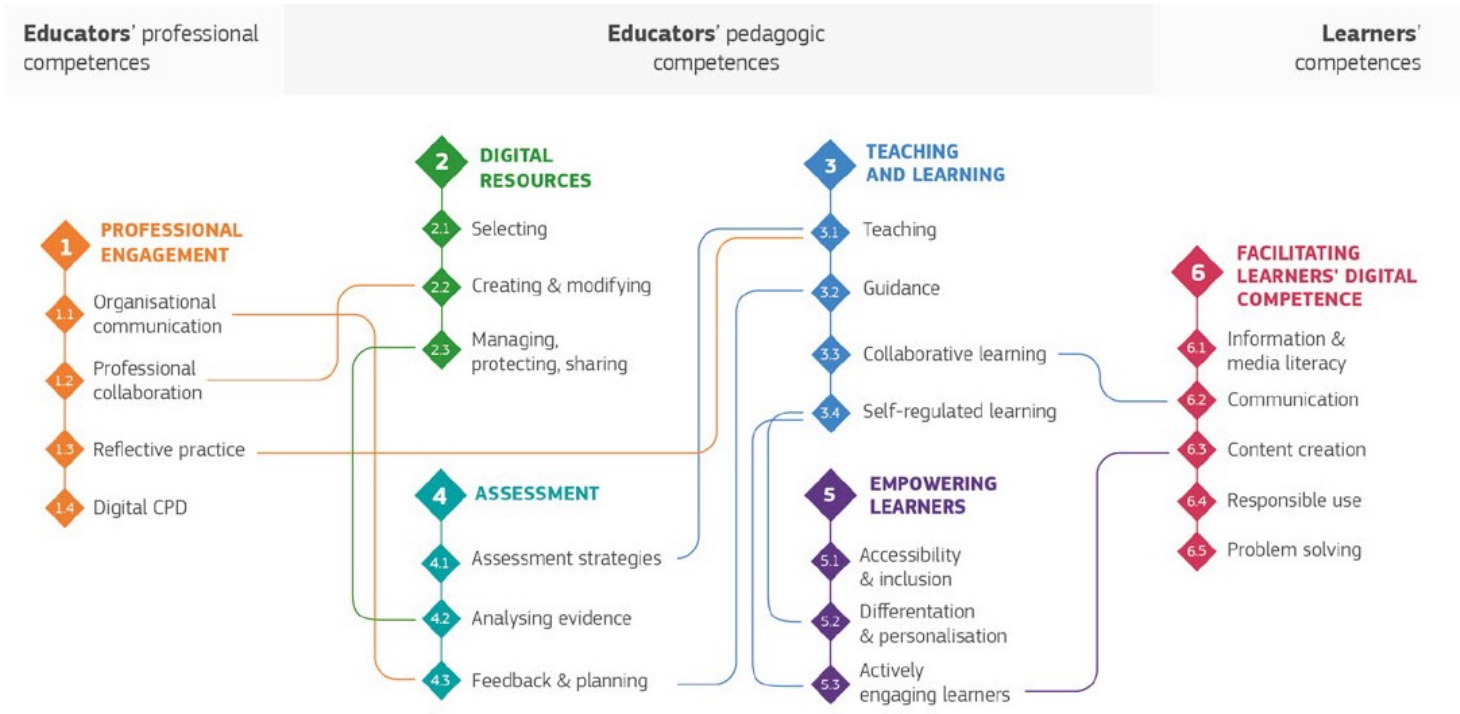 Educators' professional
competences
Educators' pedagogic
competences
Learners'
competences
1
PROFESSIONAL
ENGAGEMENT
1.1
Organisational
communication
1.2
Professional
collaboration
1.3
Reflective practice
1.4
Digital CPD
2
DIGITAL
RESOURCES
2.1
Selecting
2.2
Creating & modifying
2.3
Managing,
protecting, sharing
3
TEACHING
AND LEARNING
3.1
Teaching
3.2
Guidance
3.3
Collaborative learning
3.4
Self-regulated learning
4
ASSESSMENT
4.1
Assessment strategies
4.2
Analysing evidence
4.3
Feedback & planning
5
EMPOWERING
LEARNERS
5.1
Accessibility
& inclusion
5.2
Differentation
& personalisation
5.3
Actively
engaging learners
6
FACILITATING
LEARNERS' DIGITAL
COMPETENCE
6.1
Information &
media literacy
6.2
Communication
6.3
Content creation
6.4
Responsible use
6.5
Problem solving